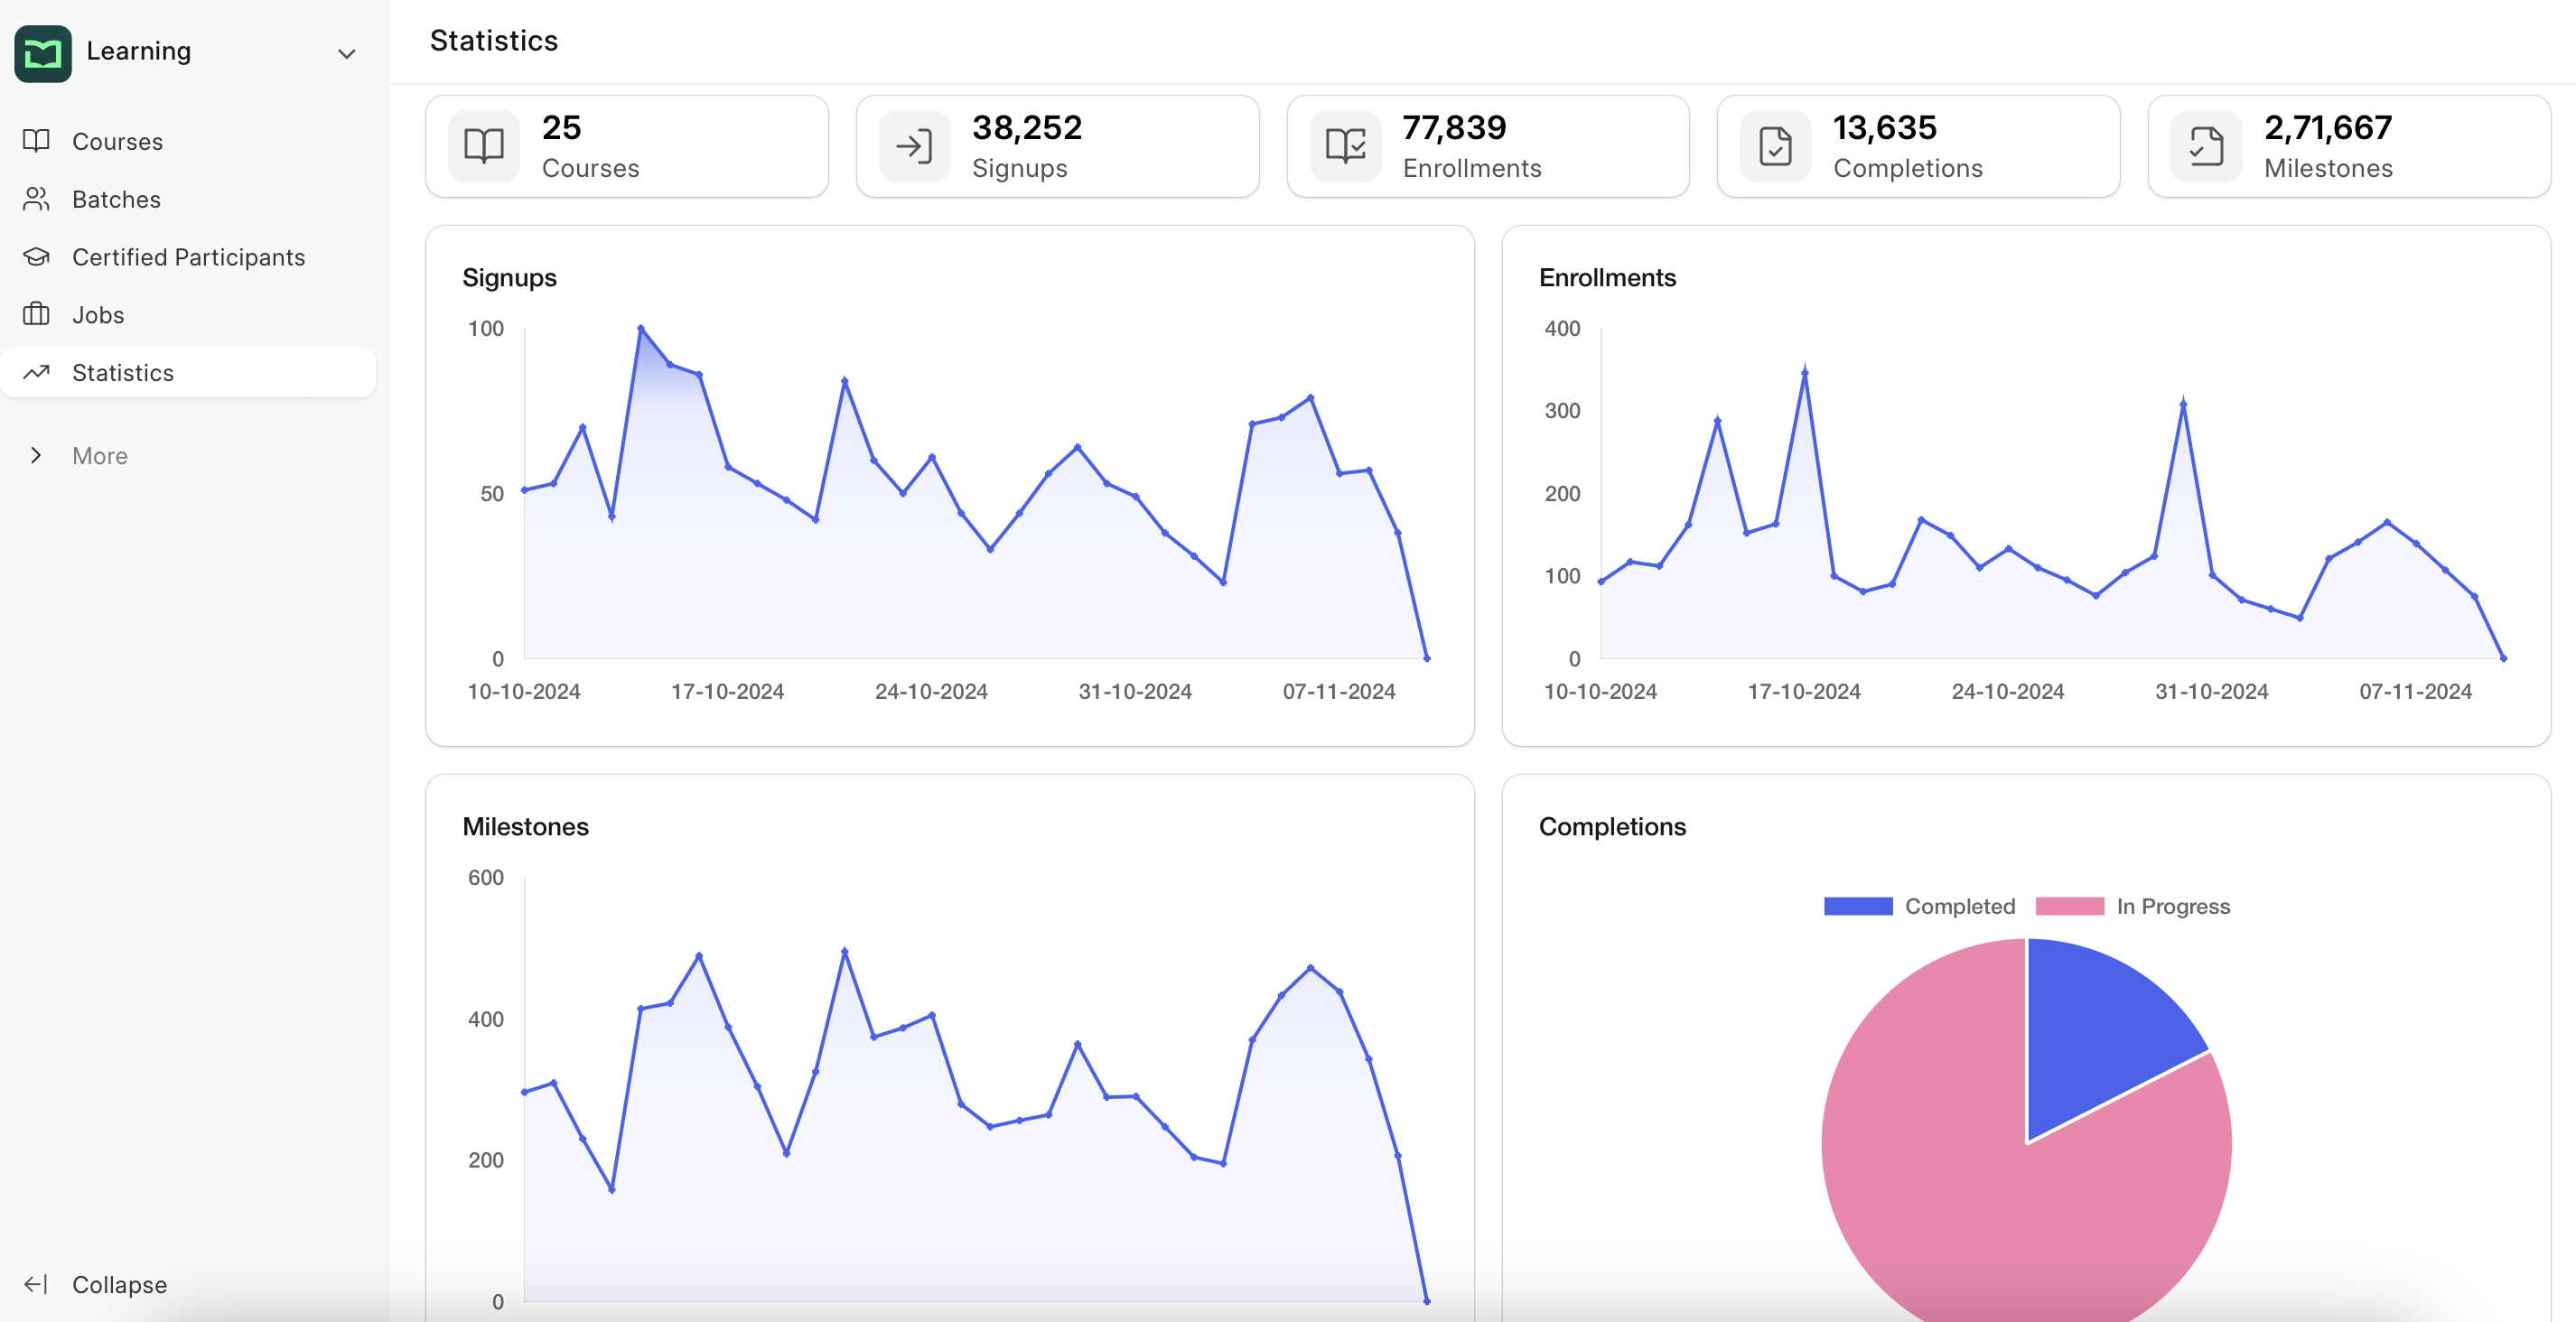 Learning
Courses
Batches
Certified Participants
Jobs
Statistics
More
Collapse
Statistics
25
Courses
38,252
Signups
77,839
Enrollments
13,635
Completions
2,71,667
Milestones
Signups
100
50
0
10-10-2024 17-10-2024 24-10-2024 31-10-2024 07-11-2024
Enrollments
400
300
200
100
0
10-10-2024 17-10-2024 24-10-2024 31-10-2024 07-11-2024
Milestones
600
400
200
0
Completions
Completed In Progress